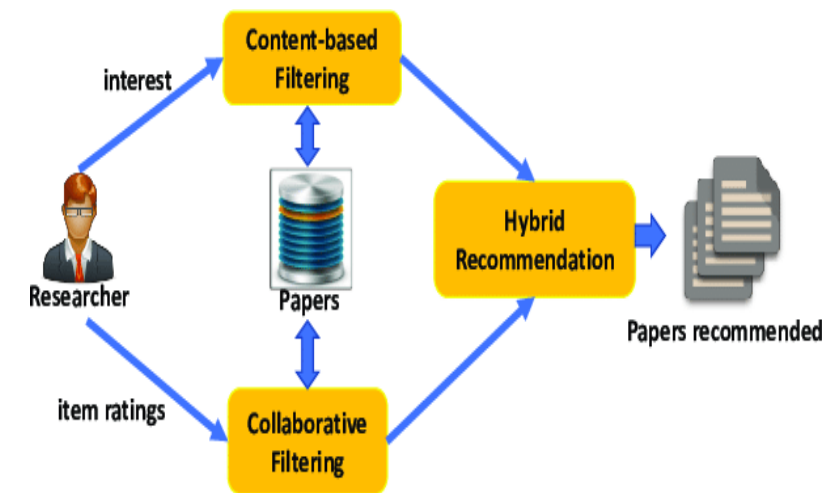 Content-based
Filtering
interest
Researcher
Papers
Hybrid
Recommendation
Papers recommended
item ratings
Collaborative
Filtering